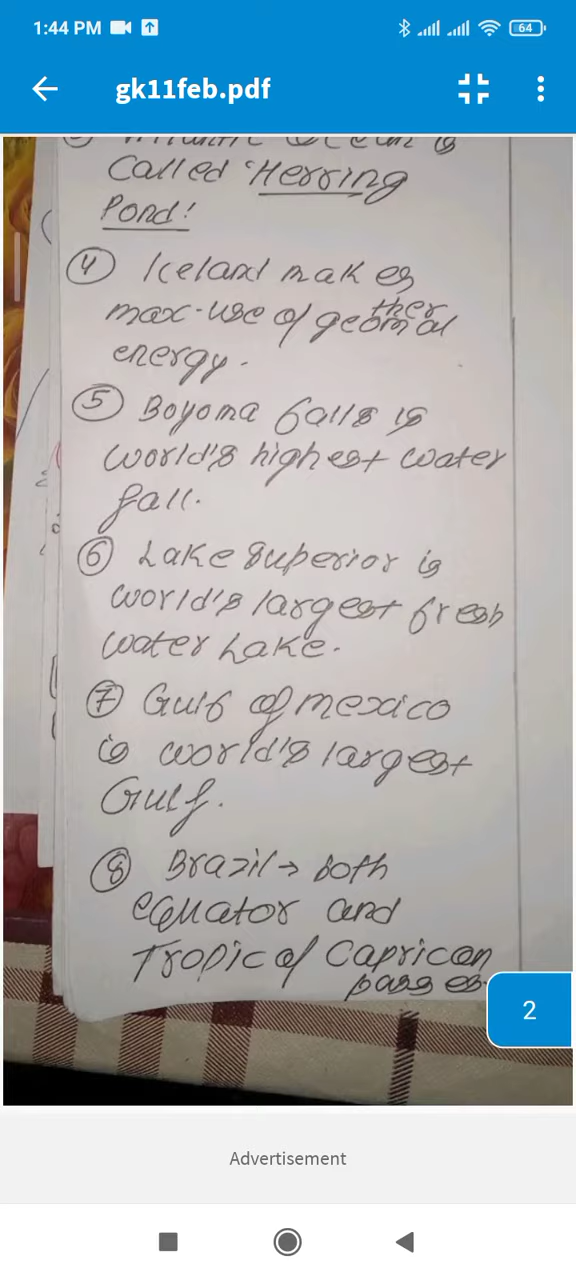 1:44 PM 64
gk11feb.pdf
Called 'Herring
Pond!
④ Iceland makes
max-use of geothermal
energy.
⑤ Boyoma falls is
world's highest water
fall.
⑥ Lake Superior is
world's largest fresh
water Lake.
⑦ Gulf of mexico
is world's largest
Gulf.
⑧ Brazil → both
equator and
Tropic of Caprican
passes.
2
Advertisement